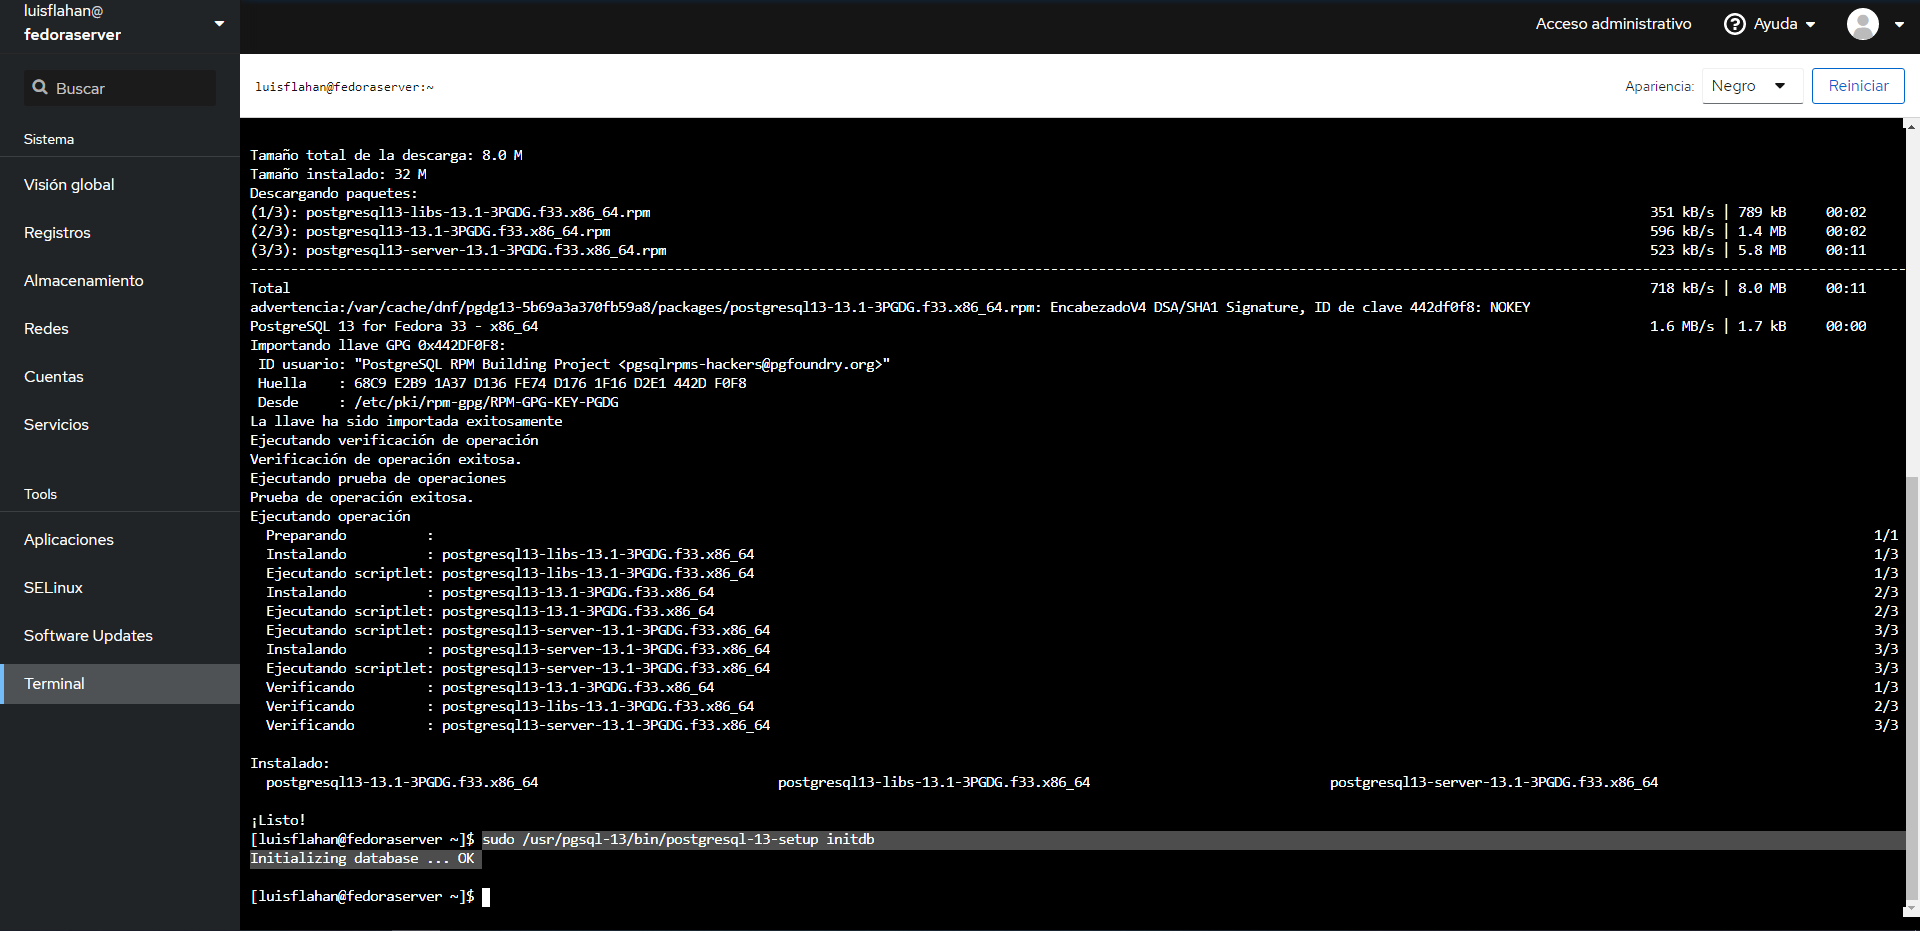 luisflahan@
fedoraserver
Acceso administrativo
Ayuda
Buscar
luisflahan@fedoraserver:~
Apariencia:
Negro
Reiniciar
Sistema
Visión global
Registros
Almacenamiento
Redes
Cuentas
Servicios
Tools
Aplicaciones
SELinux
Software Updates
Terminal
Tamaño total de la descarga: 8.0 M
Tamaño instalado: 32 M
Descargando paquetes:
(1/3): postgresql13-libs-13.1-3PGDG.f33.x86_64.rpm 351 kB/s | 789 kB 00:02
(2/3): postgresql13-13.1-3PGDG.f33.x86_64.rpm 596 kB/s | 1.4 MB 00:02
(3/3): postgresql13-server-13.1-3PGDG.f33.x86_64.rpm 523 kB/s | 5.8 MB 00:11
Total 718 kB/s | 8.0 MB 00:11
advertencia:/var/cache/dnf/pgdg13-5b69a3a370fb59a8/packages/postgresql13-13.1-3PGDG.f33.x86_64.rpm: EncabezadoV4 DSA/SHA1 Signature, ID de clave 442df0f8: NOKEY
PostgreSQL 13 for Fedora 33 - x86_64 1.6 MB/s | 1.7 kB 00:00
Importando llave GPG 0x442DF0F8:
ID usuario: "PostgreSQL RPM Building Project <pgsqlrpms-hackers@pgfoundry.org>"
Huella : 68C9 E2B9 1A37 D136 FE74 D176 1F16 D2E1 442D F0F8
Desde : /etc/pki/rpm-gpg/RPM-GPG-KEY-PGDG
La llave ha sido importada exitosamente
Ejecutando verificación de operación
Verificación de operación exitosa.
Ejecutando prueba de operaciones
Prueba de operación exitosa.
Ejecutando operación
Preparando : 1/1
Instalando : postgresql13-libs-13.1-3PGDG.f33.x86_64 1/3
Ejecutando scriptlet: postgresql13-libs-13.1-3PGDG.f33.x86_64 1/3
Instalando : postgresql13-13.1-3PGDG.f33.x86_64 2/3
Ejecutando scriptlet: postgresql13-13.1-3PGDG.f33.x86_64 2/3
Ejecutando scriptlet: postgresql13-server-13.1-3PGDG.f33.x86_64 3/3
Instalando : postgresql13-server-13.1-3PGDG.f33.x86_64 3/3
Ejecutando scriptlet: postgresql13-server-13.1-3PGDG.f33.x86_64 3/3
Verificando : postgresql13-13.1-3PGDG.f33.x86_64 1/3
Verificando : postgresql13-libs-13.1-3PGDG.f33.x86_64 2/3
Verificando : postgresql13-server-13.1-3PGDG.f33.x86_64 3/3
Instalado:
postgresql13-13.1-3PGDG.f33.x86_64 postgresql13-libs-13.1-3PGDG.f33.x86_64 postgresql13-server-13.1-3PGDG.f33.x86_64
¡Listo!
[luisflahan@fedoraserver ~]$ sudo /usr/pgsql-13/bin/postgresql-13-setup initdb
Initializing database ... OK
[luisflahan@fedoraserver ~]$